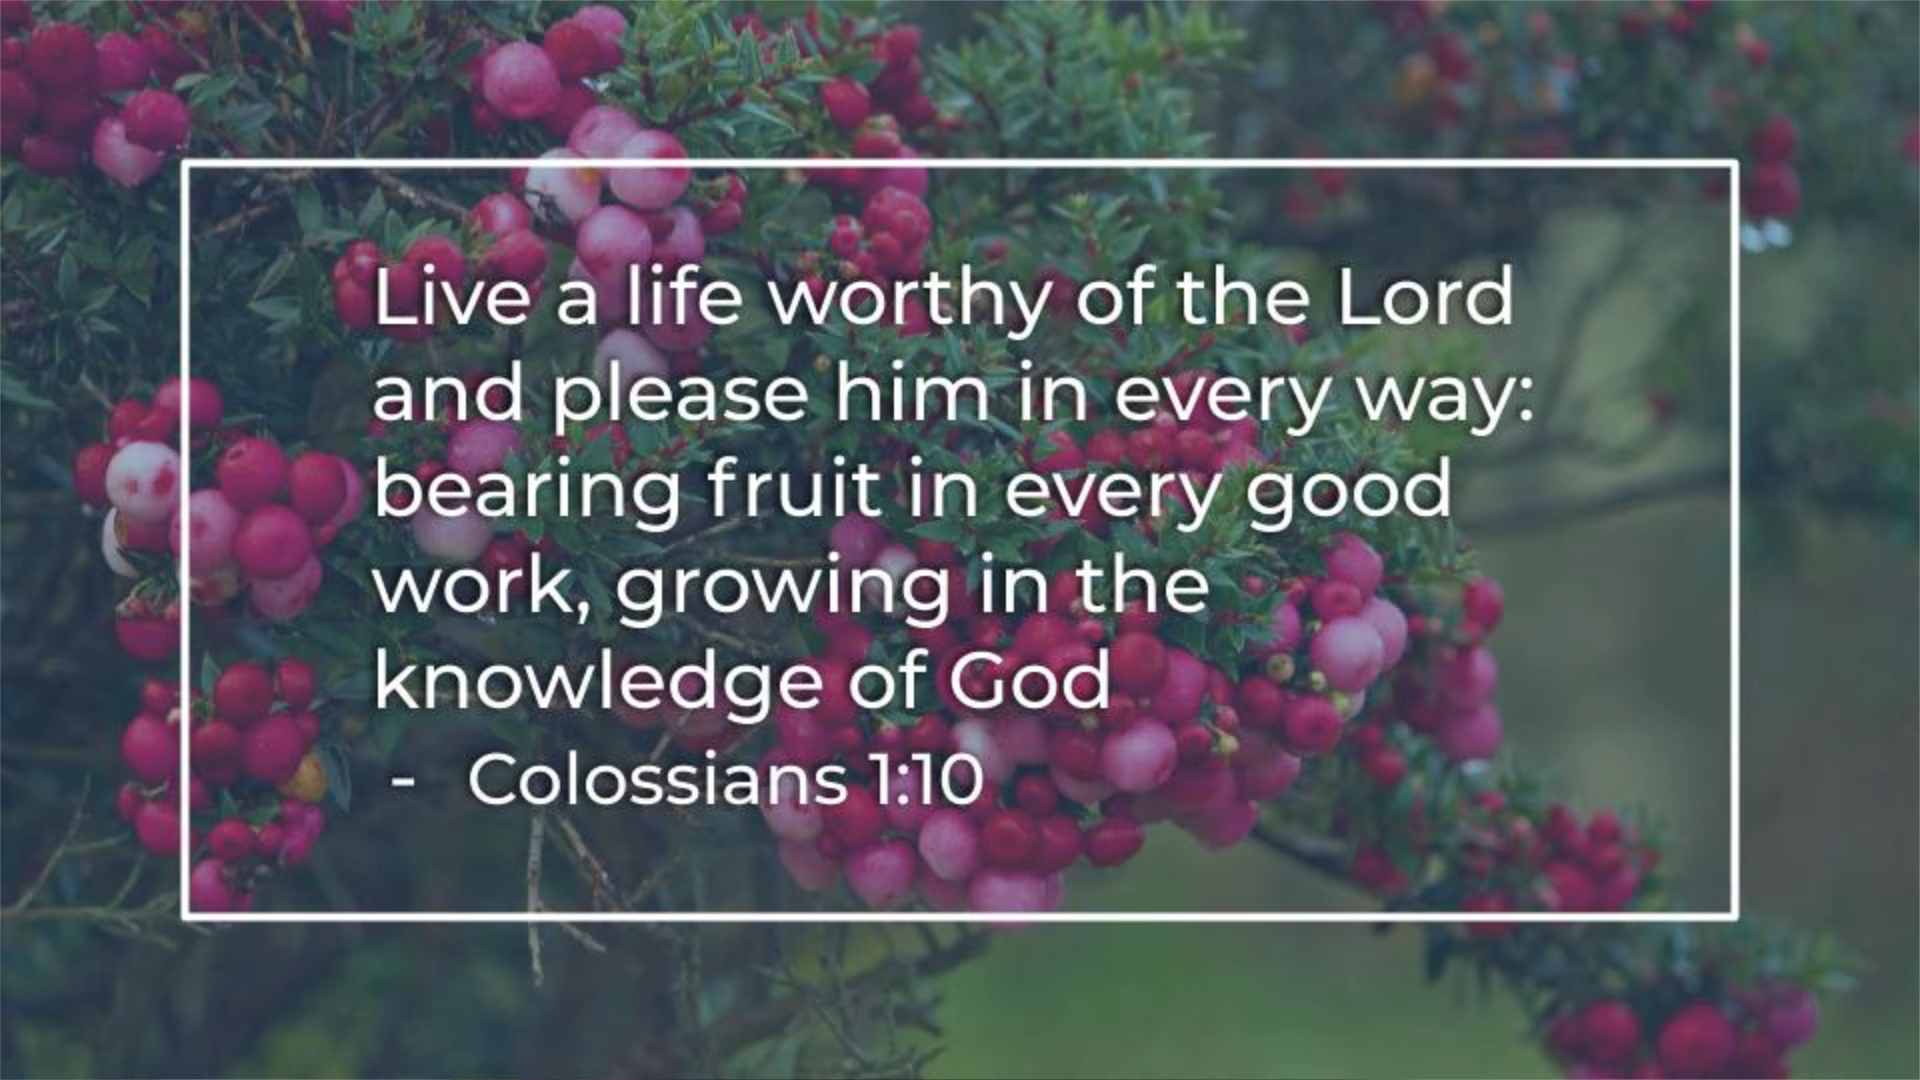 Live a life worthy of the Lord
and please him in every way:
bearing fruit in every good
work, growing in the
knowledge of God
- Colossians 1:10